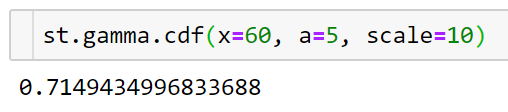 st.gamma.cdf(x=60, a=5, scale=10)
0.7149434996833688